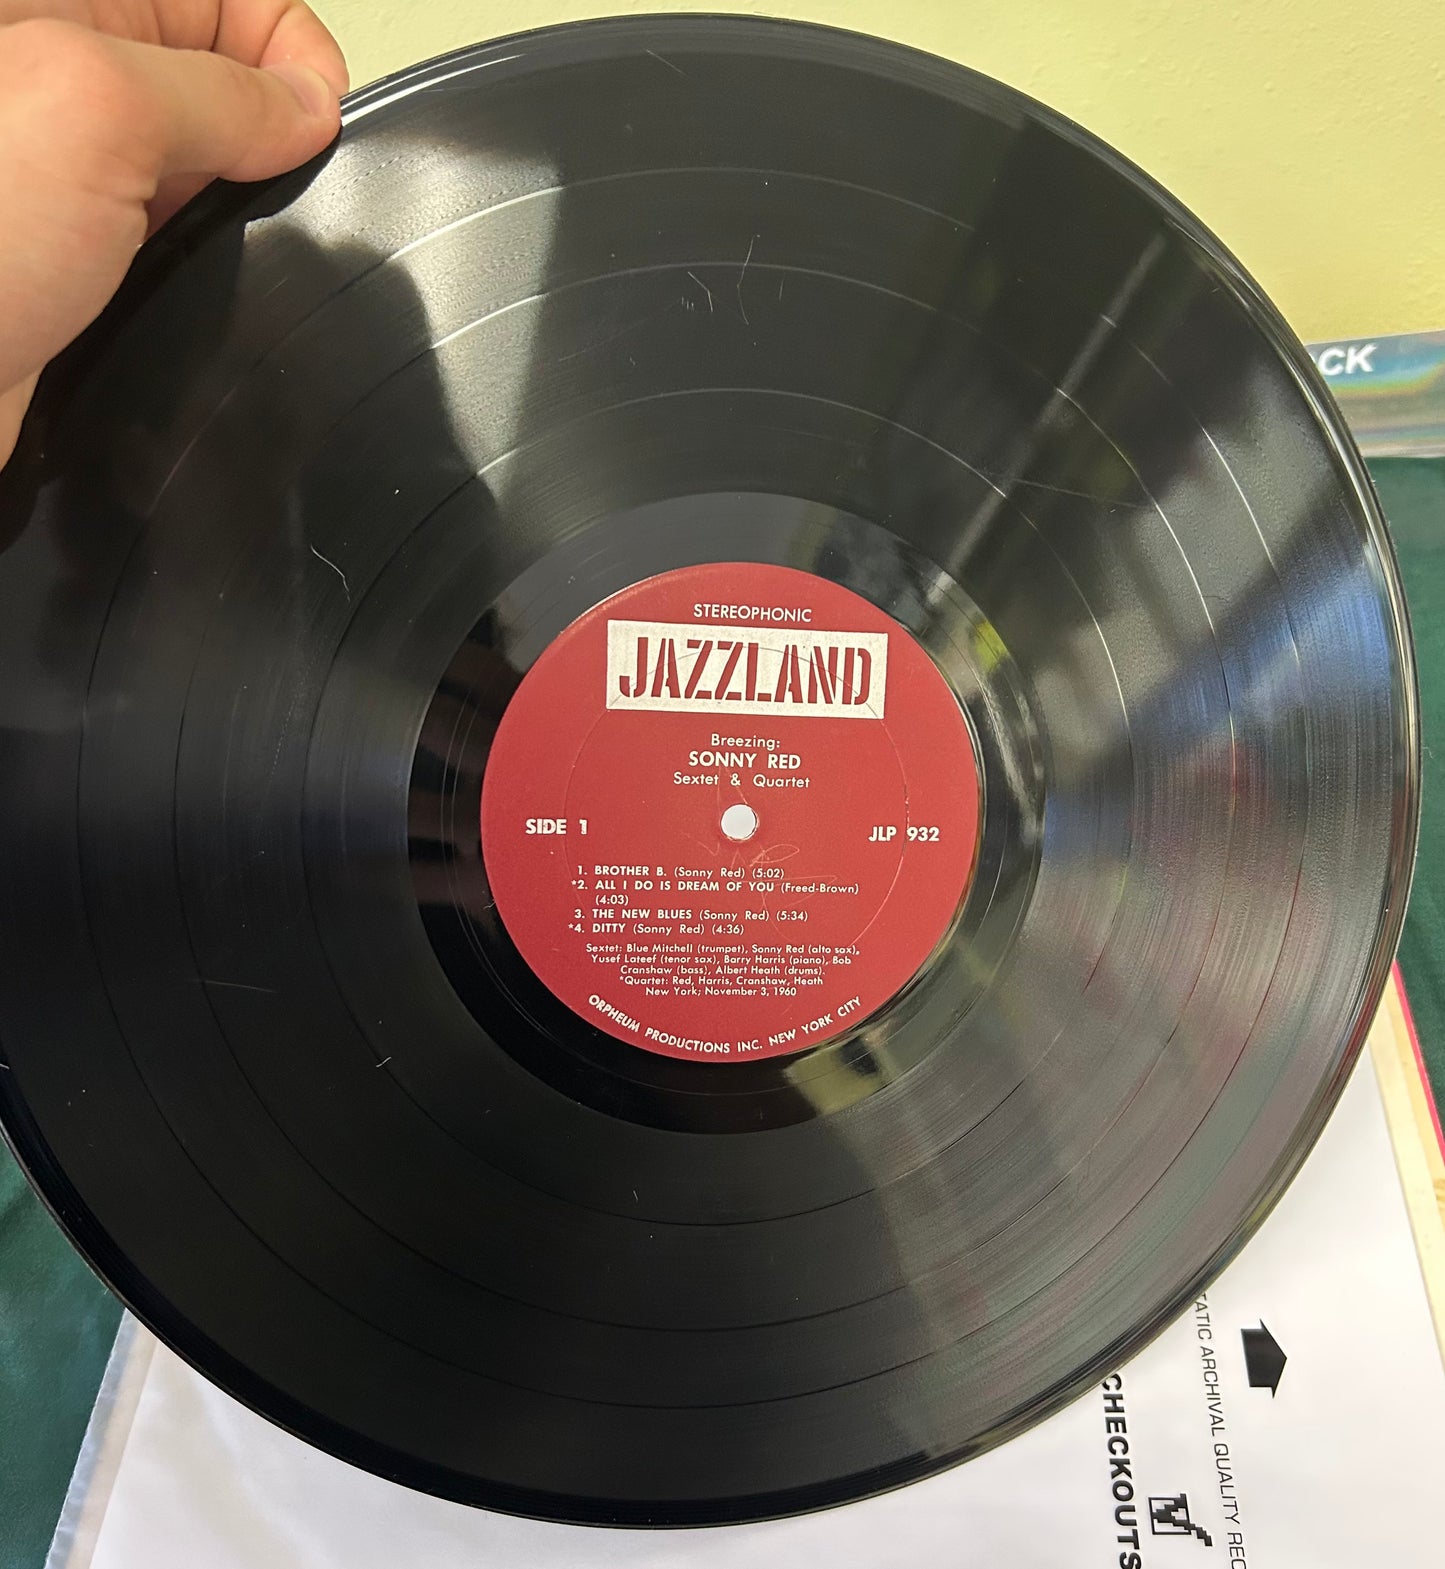 CK
STEREOPHONIC
JAZZLAND
Breezing:
SONNY RED
Sextet & Quartet
SIDE 1
JLP 932
1. BROTHER B. (Sonny Red) (5:02)
*2. ALL I DO IS DREAM OF YOU (Freed-Brown)
(4:03)
3. THE NEW BLUES (Sonny Red) (5:34)
*4. DITTY (Sonny Red) (4:36)
Sextet: Blue Mitchell (trumpet), Sonny Red (alto sax),
Yusef Lateef (tenor sax), Barry Harris (piano), Bob
Cranshaw (bass), Albert Heath (drums).
*Quartet: Red, Harris, Cranshaw, Heath
New York; November 3, 1960
ORPHEUM PRODUCTIONS INC. NEW YORK CITY
TATIC ARCHIVAL QUALITY REC
CHECKOUTS